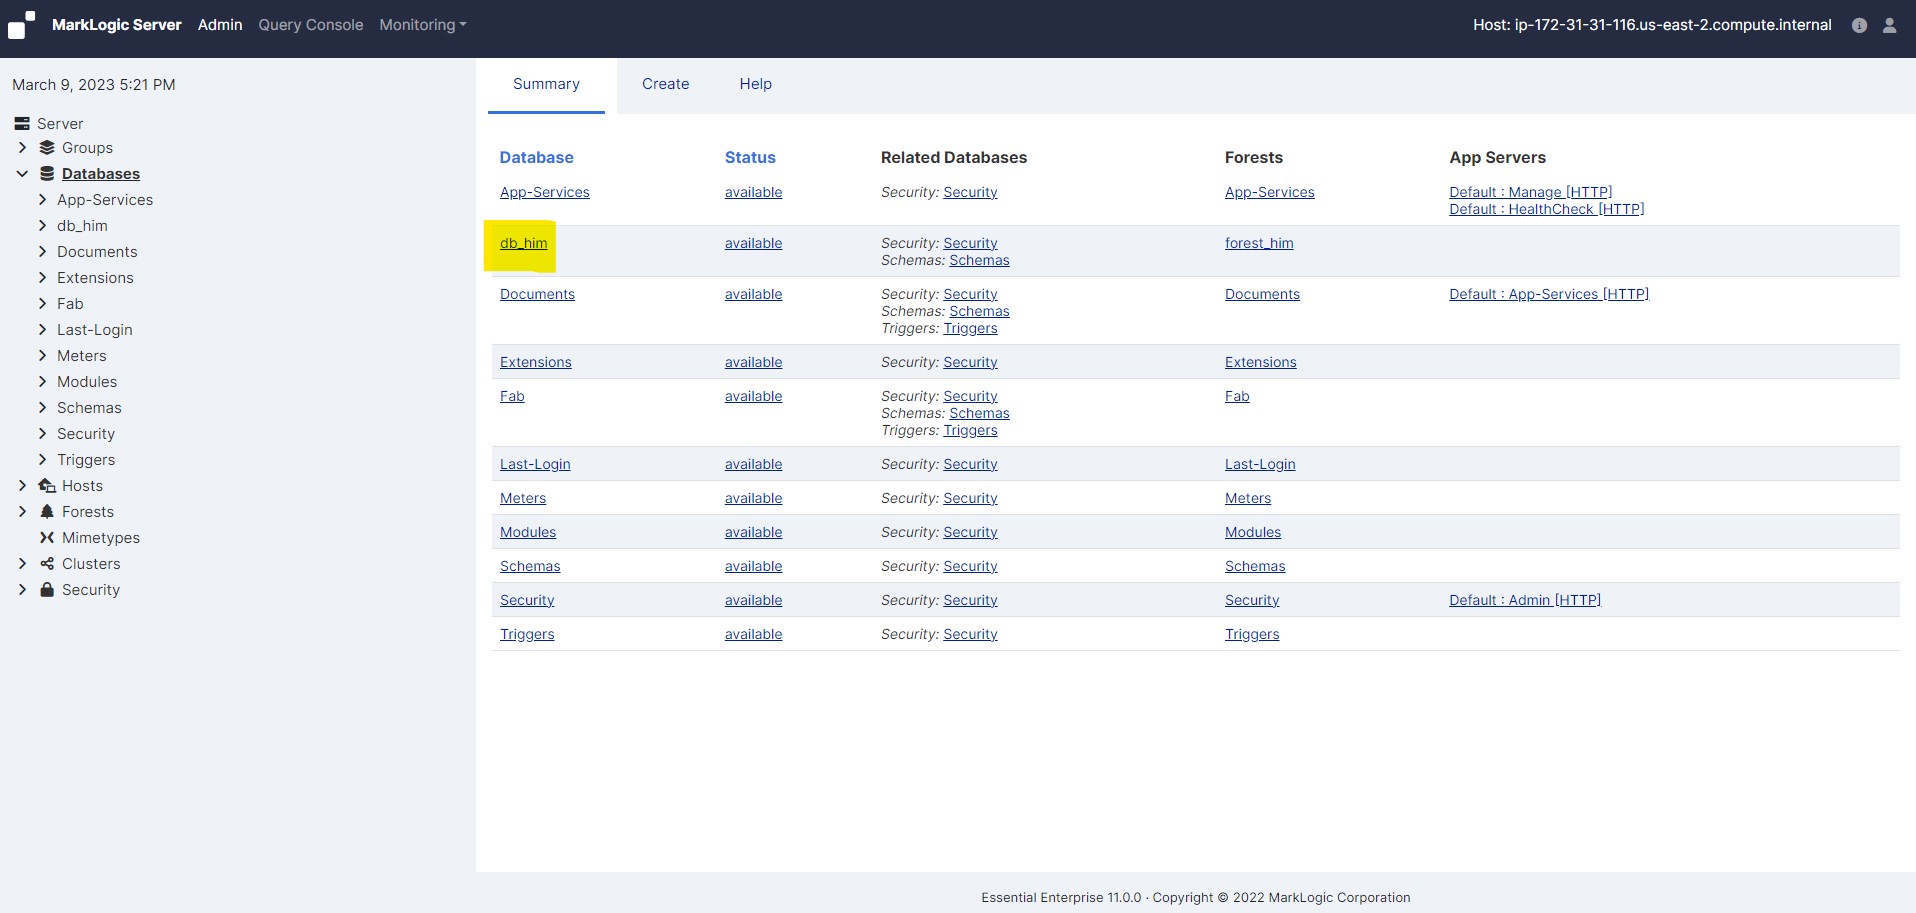 MarkLogic Server Admin Query Console Monitoring Host: ip-172-31-31-116.us-east-2.compute.internal
March 9, 2023 5:21 PM
Server
Groups
Databases
App-Services
db_him
Documents
Extensions
Fab
Last-Login
Meters
Modules
Schemas
Security
Triggers
Hosts
Forests
Mimetypes
Clusters
Security
Summary Create Help
Database Status Related Databases Forests App Servers
App-Services available Security: Security App-Services Default : Manage [HTTP]
Default : HealthCheck [HTTP]
db_him available Security: Security forest_him
Schemas: Schemas
Documents available Security: Security Documents Default : App-Services [HTTP]
Schemas: Schemas
Triggers: Triggers
Extensions available Security: Security Extensions
Fab available Security: Security Fab
Schemas: Schemas
Triggers: Triggers
Last-Login available Security: Security Last-Login
Meters available Security: Security Meters
Modules available Security: Security Modules
Schemas available Security: Security Schemas
Security available Security: Security Security Default : Admin [HTTP]
Triggers available Security: Security Triggers
Essential Enterprise 11.0.0 · Copyright © 2022 MarkLogic Corporation